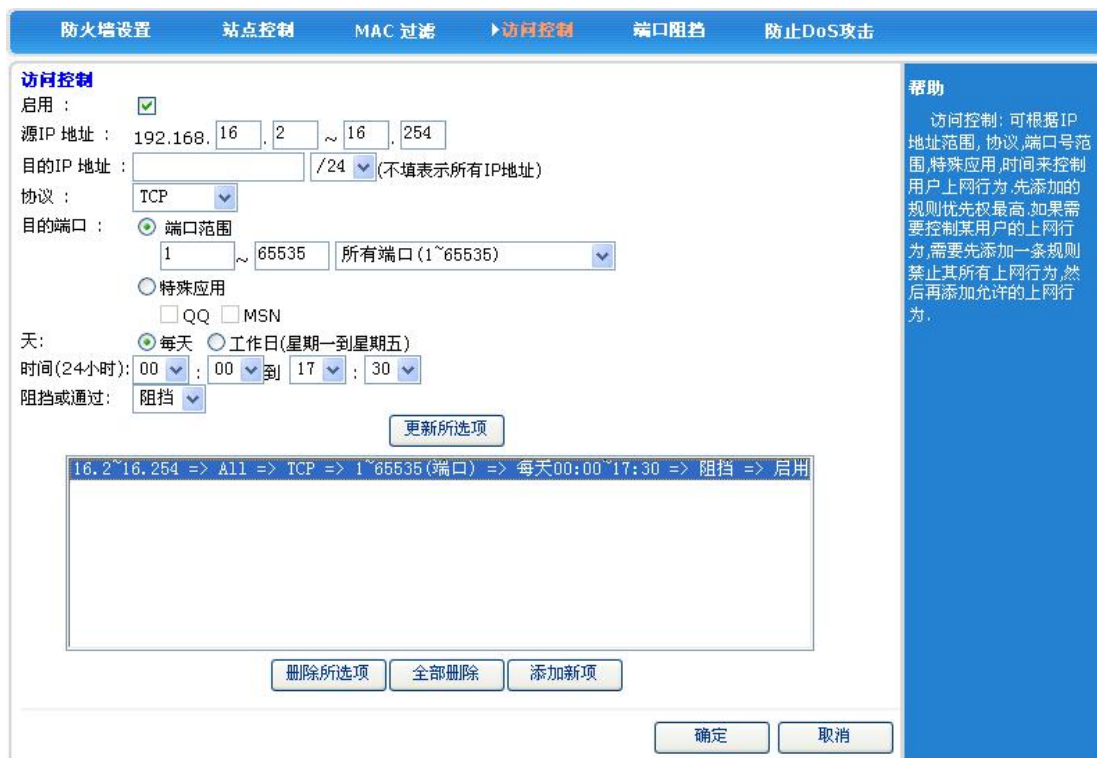 防火墙设置 站点控制 MAC 过滤 访问控制 端口阻挡 防止DoS攻击
访问控制
启用 :
源IP 地址 : 192.168. 16 . 2 ~ 16 . 254
目的IP 地址 : /24 (不填表示所有IP地址)
协议 : TCP
目的端口 : 端口范围
1 ~ 65535 所有端口(1~65535)
特殊应用
QQ MSN
天: 每天 工作日(星期一到星期五)
时间(24小时): 00 : 00 到 17 : 30
阻挡或通过: 阻挡
更新所选项
16.2~16.254 => All => TCP => 1~65535(端口) => 每天00:00~17:30 => 阻挡 => 启用
删除所选项 全部删除 添加新项
确定 取消
帮助
访问控制: 可根据IP
地址范围, 协议,端口号范
围,特殊应用,时间来控制
用户上网行为.先添加的
规则优先权最高.如果需
要控制某用户的上网行
为,需要先添加一条规则
禁止其所有上网行为,然
后再添加允许的上网行
为.